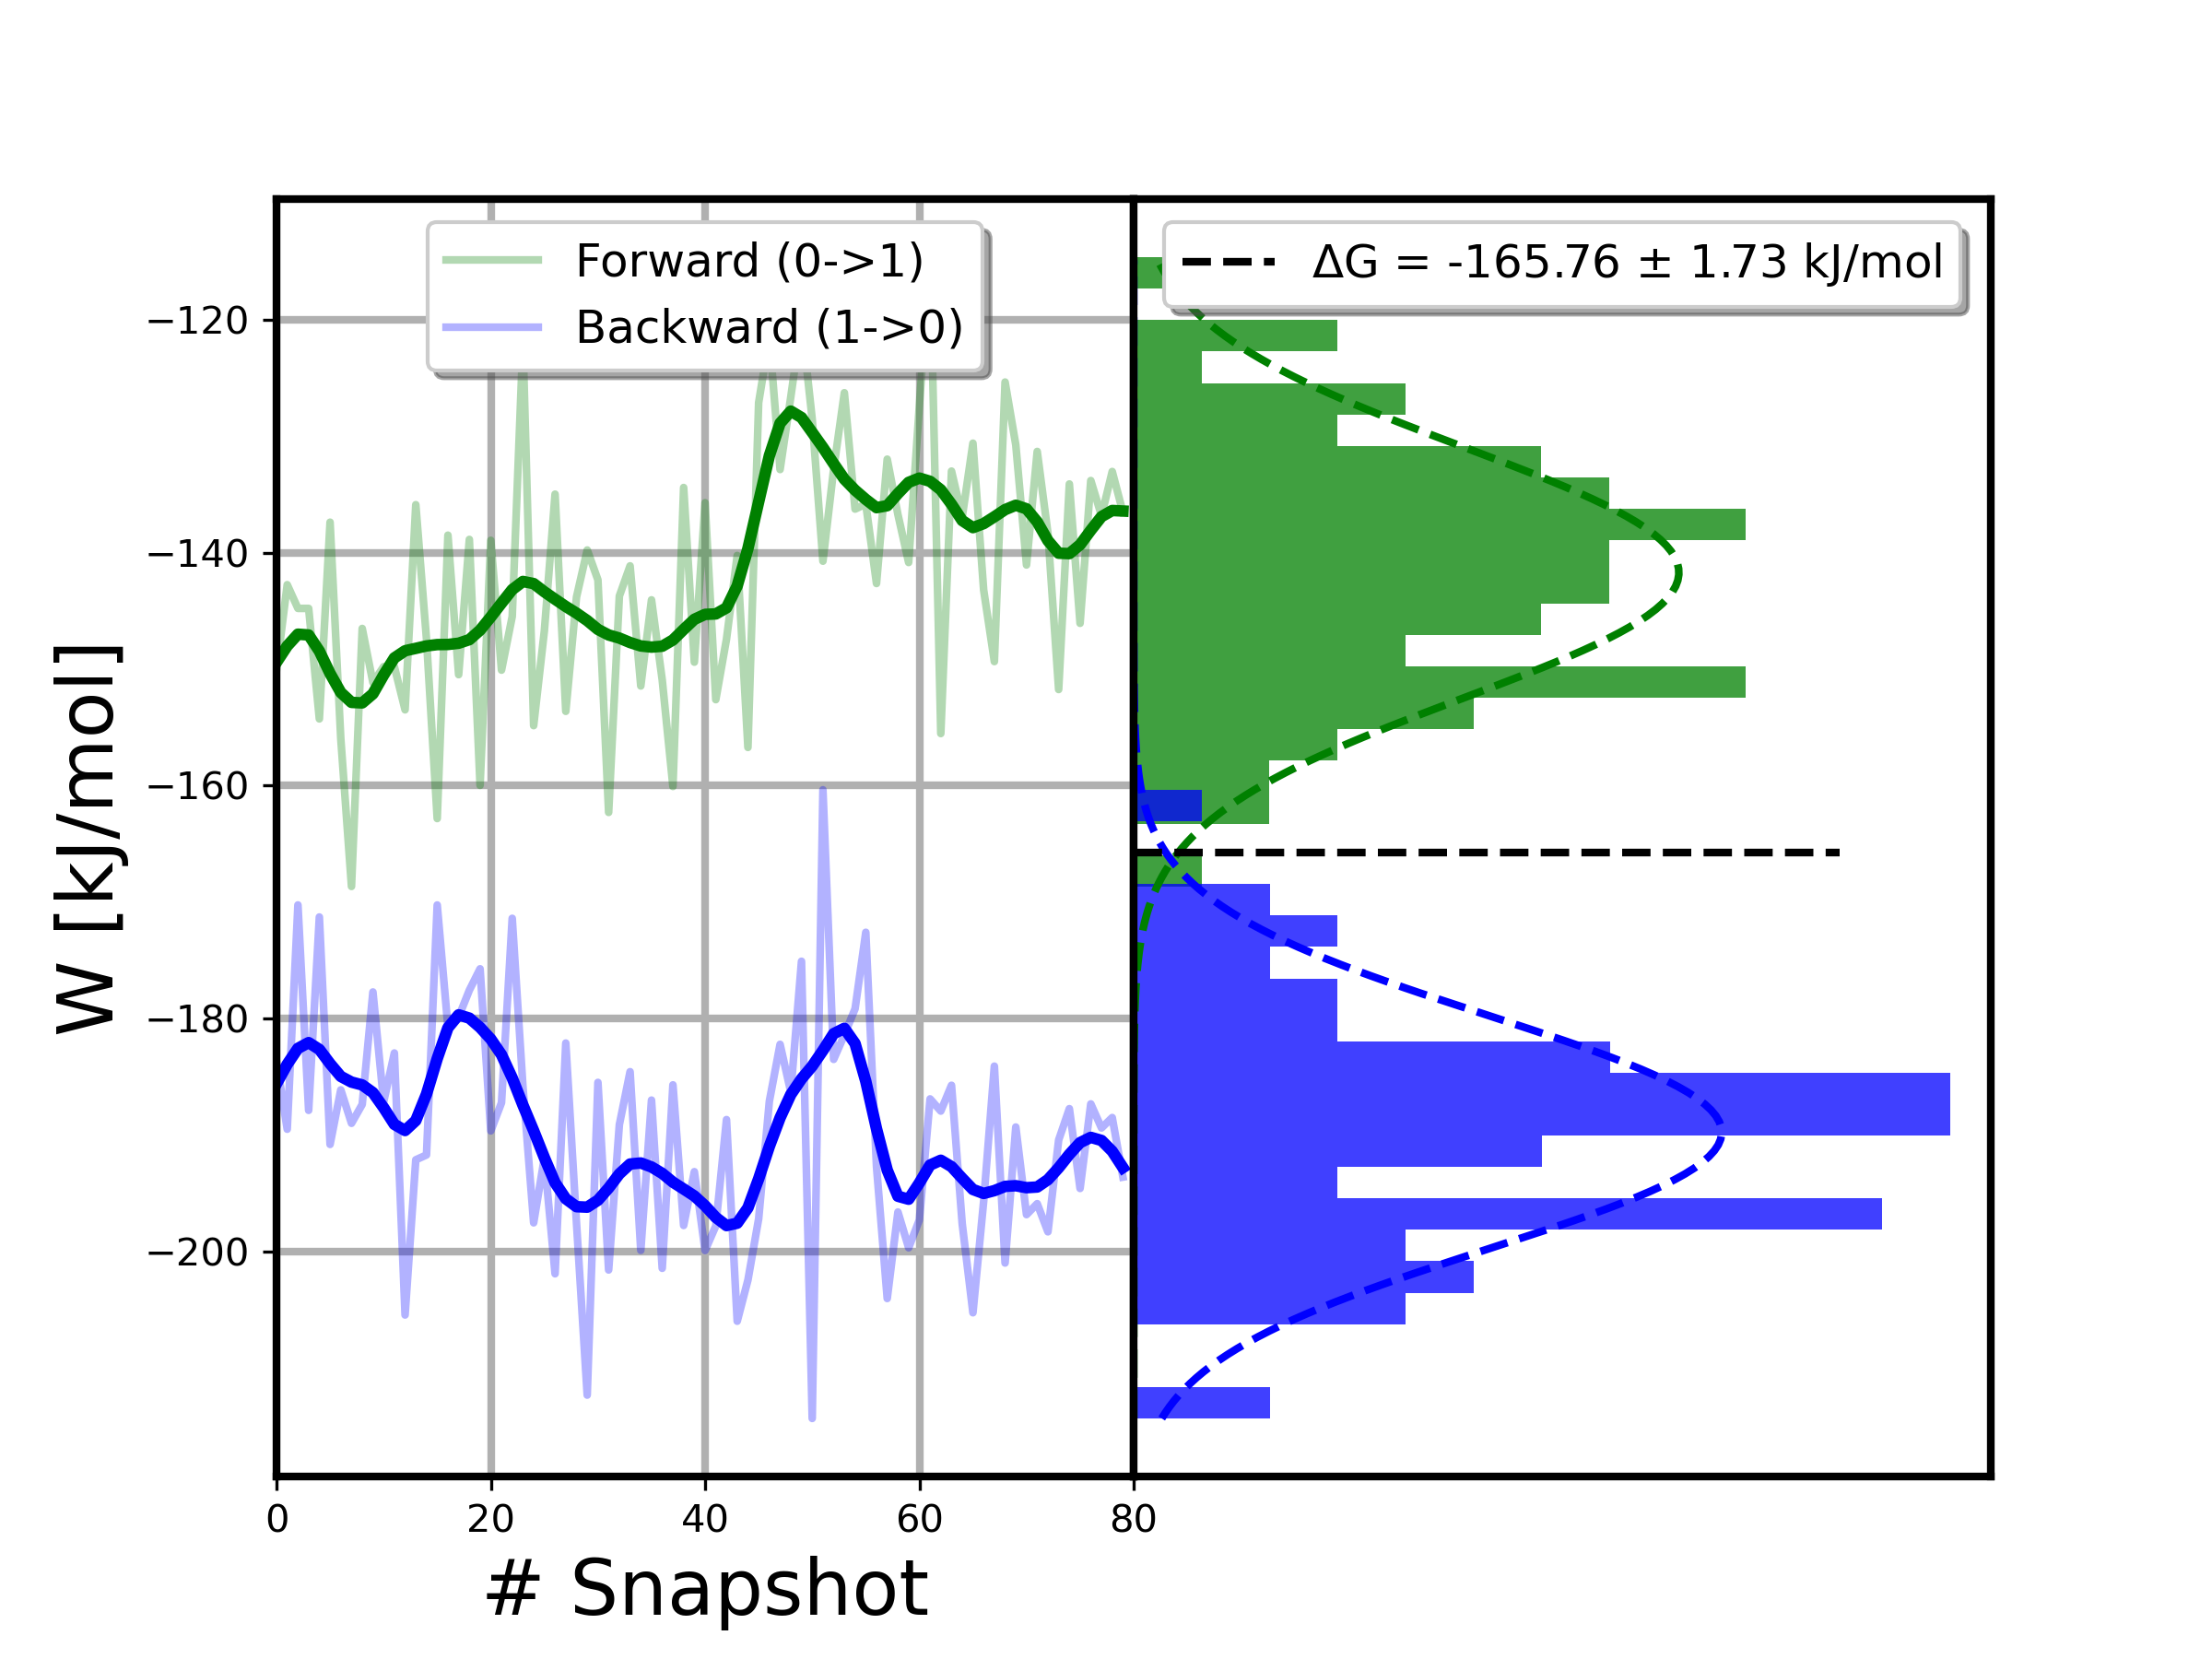 Forward (0->1)
Backward (1->0)
ΔG = -165.76 ± 1.73 kJ/mol
W [kJ/mol]
−120
−140
−160
−180
−200
0 20 40 60 80
# Snapshot